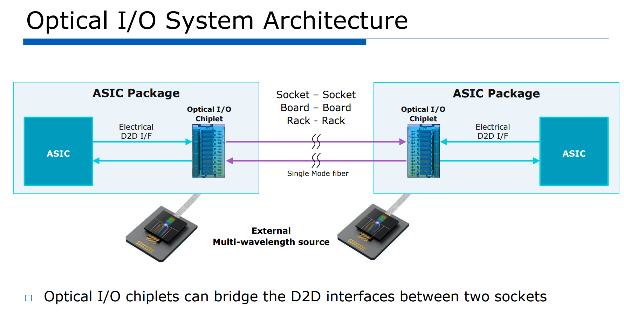 Optical I/O System Architecture
ASIC Package
Optical I/O
Chiplet
Electrical
D2D I/F
ASIC
Socket – Socket
Board – Board
Rack - Rack
Single Mode fiber
ASIC Package
Optical I/O
Chiplet
Electrical
D2D I/F
ASIC
External
Multi-wavelength source
Optical I/O chiplets can bridge the D2D interfaces between two sockets